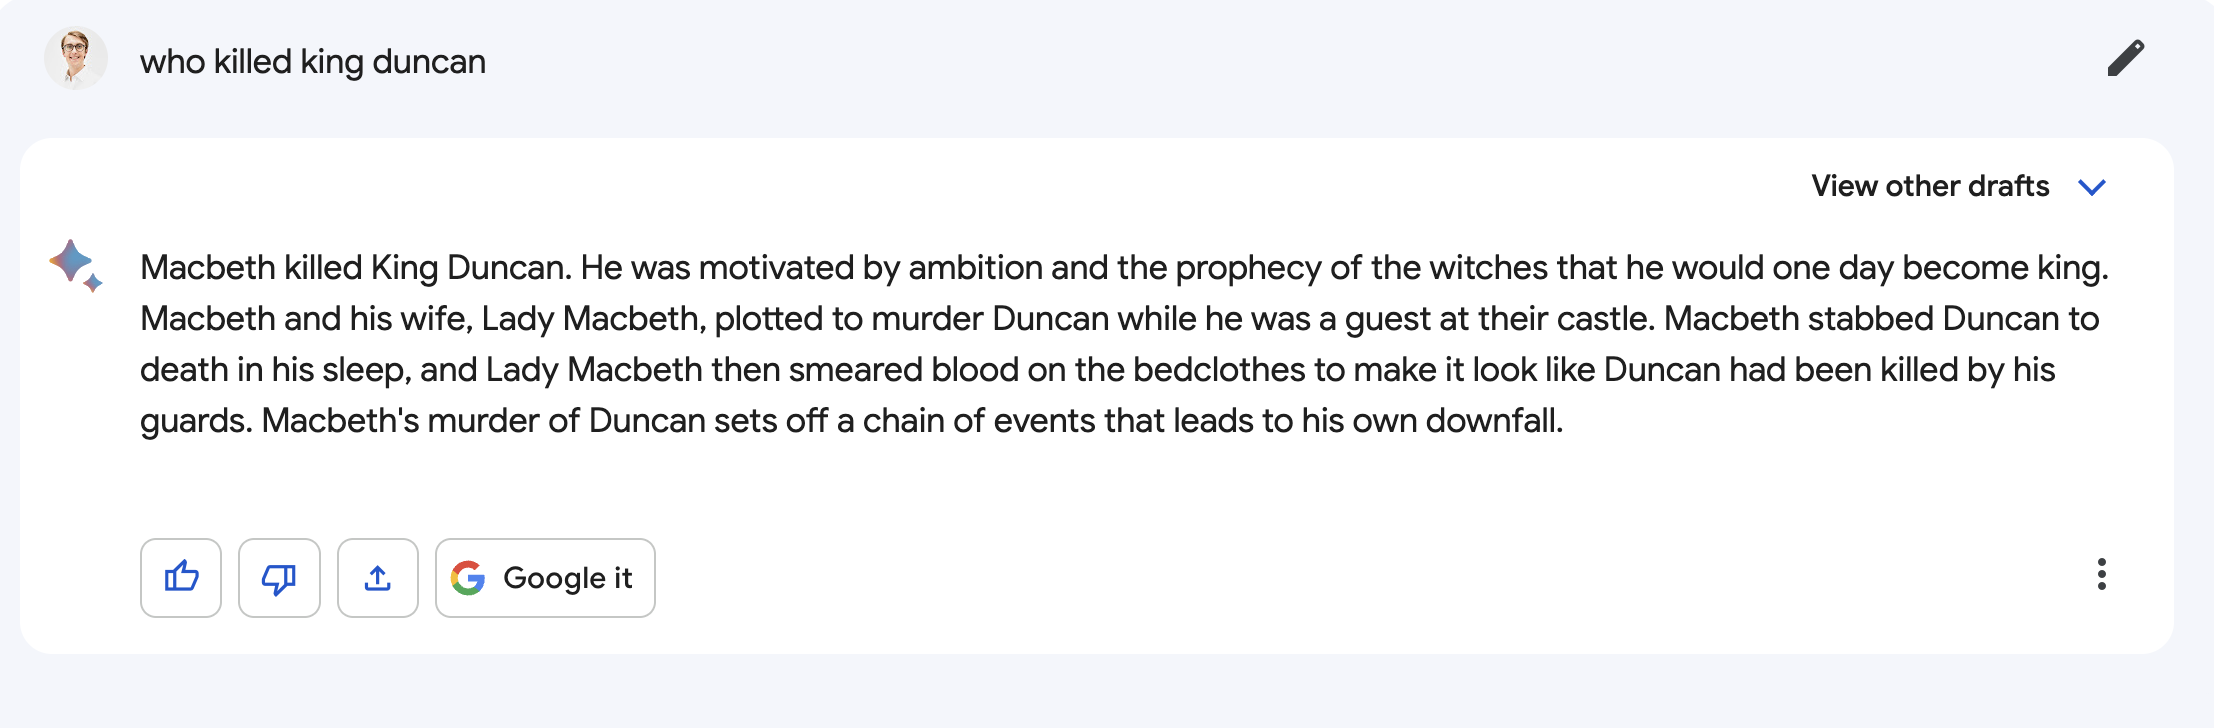 who killed king duncan
View other drafts
Macbeth killed King Duncan. He was motivated by ambition and the prophecy of the witches that he would one day become king.
Macbeth and his wife, Lady Macbeth, plotted to murder Duncan while he was a guest at their castle. Macbeth stabbed Duncan to
death in his sleep, and Lady Macbeth then smeared blood on the bedclothes to make it look like Duncan had been killed by his
guards. Macbeth's murder of Duncan sets off a chain of events that leads to his own downfall.
Google it